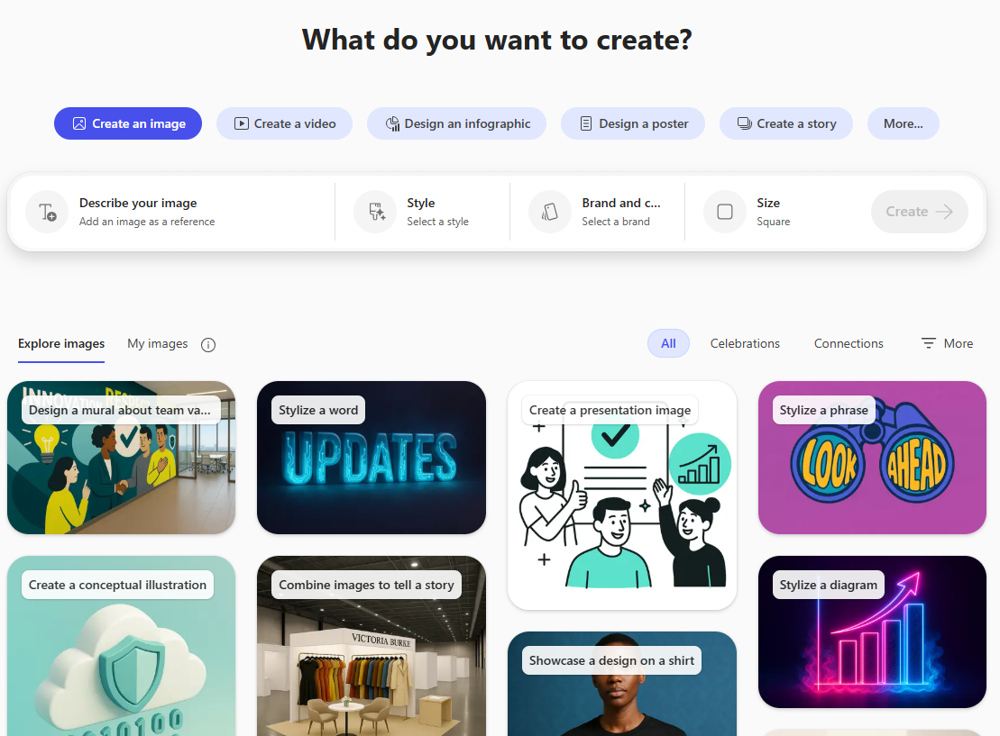 What do you want to create?
Create an image
Create a video
Design an infographic
Design a poster
Create a story
More...
Describe your image
Add an image as a reference
Style
Select a style
Brand and c...
Select a brand
Size
Square
Create
Explore images
My images
All
Celebrations
Connections
More
INNOVATION RESPECT
Design a mural about team va...
Stylize a word
UPDATES
Create a presentation image
Stylize a phrase
LOOK AHEAD
Create a conceptual illustration
010100
Combine images to tell a story
VICTORIA BURKE
Showcase a design on a shirt
Stylize a diagram